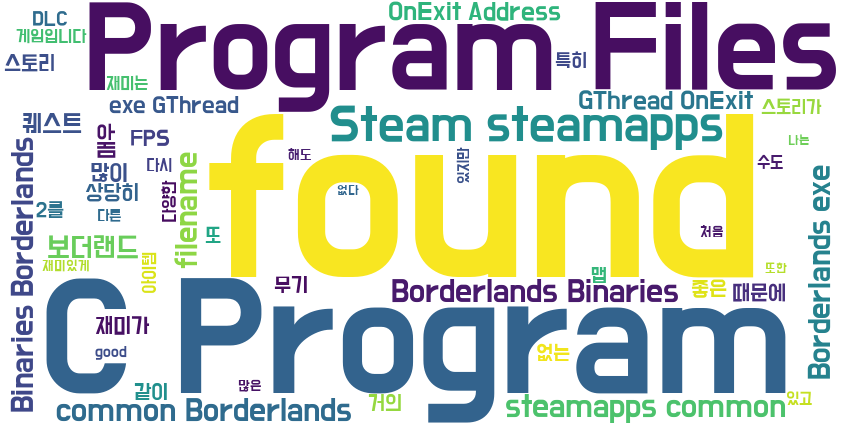 DLC
OnExit Address
Program Files
게임입니다
스토리
특히
재미는
exe GThread
GThread OnExit
스토리가
퀘스트
아
FPS
Steam steamapps
나는
많이
다시
해도
found
있지만
수도
상당히
다양한
없다
2를
다른
filename
또
처음
보더랜드
재미있게
아이템
무기
맵
또한
Borderlands Binaries
좋은
때문에
Binaries Borderlands
Borderlands exe
C Program
재미가
good
없는
같이
많은
거의
있고
common Borderlands
steamapps common